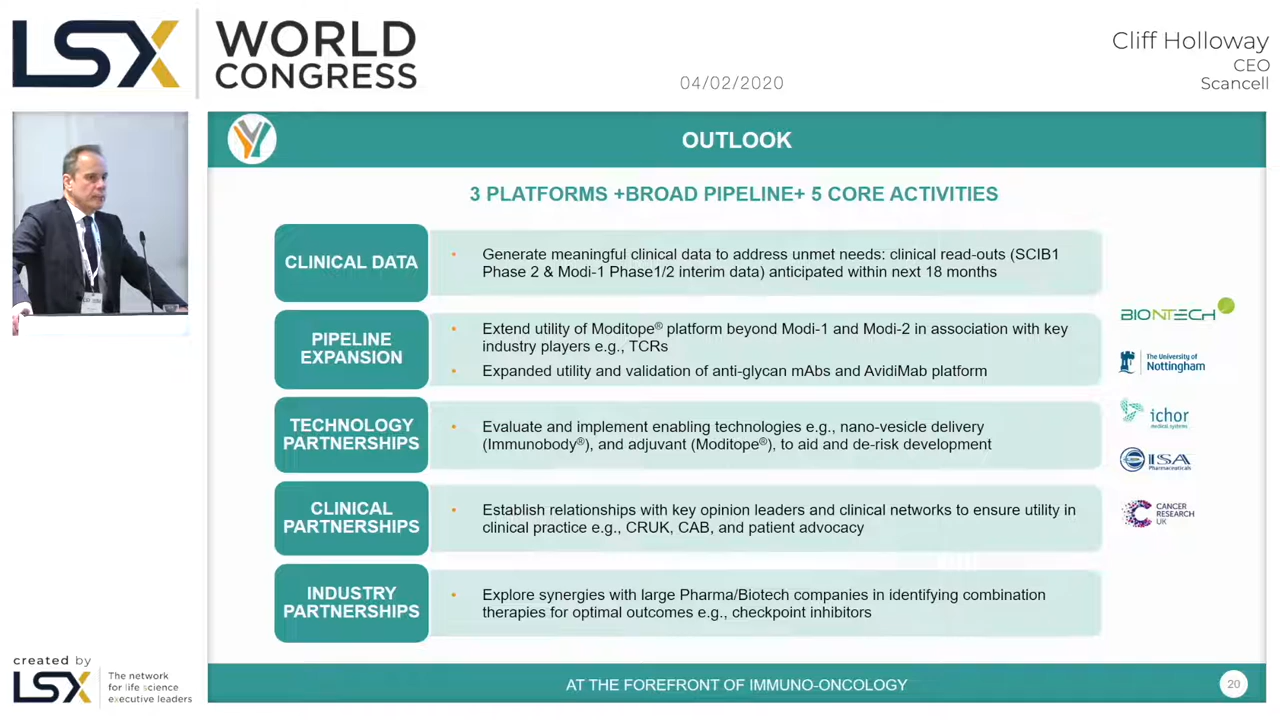 LSX
WORLD
CONGRESS
04/02/2020
Cliff Holloway
CEO
Scancell
OUTLOOK
3 PLATFORMS +BROAD PIPELINE+ 5 CORE ACTIVITIES
CLINICAL DATA
• Generate meaningful clinical data to address unmet needs: clinical read-outs (SCIB1
Phase 2 & Modi-1 Phase1/2 interim data) anticipated within next 18 months
PIPELINE
EXPANSION
• Extend utility of Moditope® platform beyond Modi-1 and Modi-2 in association with key
industry players e.g., TCRs
• Expanded utility and validation of anti-glycan mAbs and AvidiMab platform
TECHNOLOGY
PARTNERSHIPS
• Evaluate and implement enabling technologies e.g., nano-vesicle delivery
(Immunobody®), and adjuvant (Moditope®), to aid and de-risk development
CLINICAL
PARTNERSHIPS
• Establish relationships with key opinion leaders and clinical networks to ensure utility in
clinical practice e.g., CRUK, CAB, and patient advocacy
INDUSTRY
PARTNERSHIPS
• Explore synergies with large Pharma/Biotech companies in identifying combination
therapies for optimal outcomes e.g., checkpoint inhibitors
BIONTECH
The University of
Nottingham
ichor
medical systems
ISA
Pharmaceuticals
CANCER
RESEARCH
UK
created by
LSX
The network
for life science
executive leaders
AT THE FOREFRONT OF IMMUNO-ONCOLOGY
20